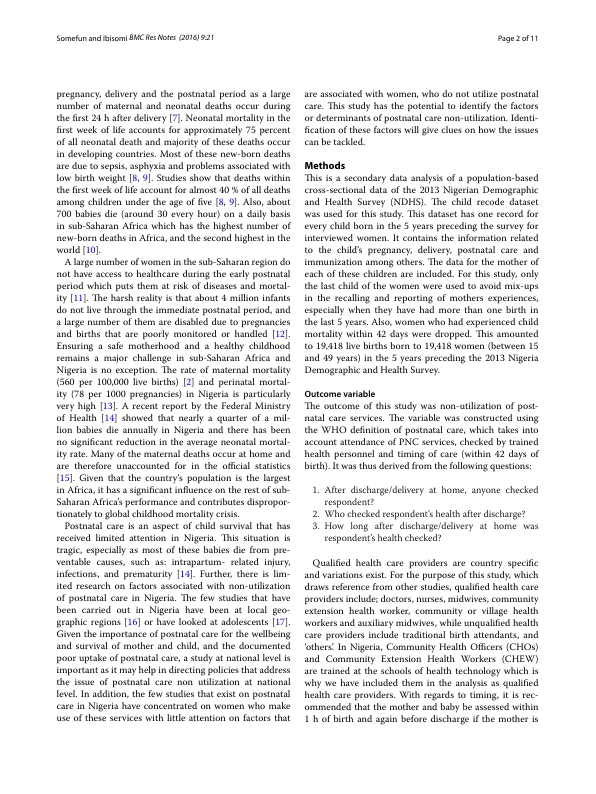 Somefun and Ibisomi BMC Res Notes (2016) 9:21
Page 2 of 11
pregnancy, delivery and the postnatal period as a large
number of maternal and neonatal deaths occur during
the first 24 h after delivery [7]. Neonatal mortality in the
first week of life accounts for approximately 75 percent
of all neonatal death and majority of these deaths occur
in developing countries. Most of these new-born deaths
are due to sepsis, asphyxia and problems associated with
low birth weight [8, 9]. Studies show that deaths within
the first week of life account for almost 40 % of all deaths
among children under the age of five [8, 9]. Also, about
700 babies die (around 30 every hour) on a daily basis
in sub-Saharan Africa which has the highest number of
new-born deaths in Africa, and the second highest in the
world [10].
A large number of women in the sub-Saharan region do
not have access to healthcare during the early postnatal
period which puts them at risk of diseases and mortal-
ity [11]. The harsh reality is that about 4 million infants
do not live through the immediate postnatal period, and
a large number of them are disabled due to pregnancies
and births that are poorly monitored or handled [12].
Ensuring a safe motherhood and a healthy childhood
remains a major challenge in sub-Saharan Africa and
Nigeria is no exception. The rate of maternal mortality
(560 per 100,000 live births) [2] and perinatal mortal-
ity (78 per 1000 pregnancies) in Nigeria is particularly
very high [13]. A recent report by the Federal Ministry
of Health [14] showed that nearly a quarter of a mil-
lion babies die annually in Nigeria and there has been
no significant reduction in the average neonatal mortal-
ity rate. Many of the maternal deaths occur at home and
are therefore unaccounted for in the official statistics
[15]. Given that the country's population is the largest
in Africa, it has a significant influence on the rest of sub-
Saharan Africa's performance and contributes dispropor-
tionately to global childhood mortality crisis.
Postnatal care is an aspect of child survival that has
received limited attention in Nigeria. This situation is
tragic, especially as most of these babies die from pre-
ventable causes, such as: intrapartum- related injury,
infections, and prematurity [14]. Further, there is lim-
ited research on factors associated with non-utilization
of postnatal care in Nigeria. The few studies that have
been carried out in Nigeria have been at local geo-
graphic regions [16] or have looked at adolescents [17].
Given the importance of postnatal care for the wellbeing
and survival of mother and child, and the documented
poor uptake of postnatal care, a study at national level is
important as it may help in directing policies that address
the issue of postnatal care non utilization at national
level. In addition, the few studies that exist on postnatal
care in Nigeria have concentrated on women who make
use of these services with little attention on factors that
are associated with women, who do not utilize postnatal
care. This study has the potential to identify the factors
or determinants of postnatal care non-utilization. Identi-
fication of these factors will give clues on how the issues
can be tackled.
Methods
This is a secondary data analysis of a population-based
cross-sectional data of the 2013 Nigerian Demographic
and Health Survey (NDHS). The child recode dataset
was used for this study. This dataset has one record for
every child born in the 5 years preceding the survey for
interviewed women. It contains the information related
to the child's pregnancy, delivery, postnatal care and
immunization among others. The data for the mother of
each of these children are included. For this study, only
the last child of the women were used to avoid mix-ups
in the recalling and reporting of mothers experiences,
especially when they have had more than one birth in
the last 5 years. Also, women who had experienced child
mortality within 42 days were dropped. This amounted
to 19,418 live births born to 19,418 women (between 15
and 49 years) in the 5 years preceding the 2013 Nigeria
Demographic and Health Survey.
Outcome variable
The outcome of this study was non-utilization of post-
natal care services. The variable was constructed using
the WHO definition of postnatal care, which takes into
account attendance of PNC services, checked by trained
health personnel and timing of care (within 42 days of
birth). It was thus derived from the following questions:
1. After discharge/delivery at home, anyone checked
respondent?
2. Who checked respondent's health after discharge?
3. How long after discharge/delivery at home was
respondent's health checked?
Qualified health care providers are country specific
and variations exist. For the purpose of this study, which
draws reference from other studies, qualified health care
providers include; doctors, nurses, midwives, community
extension health worker, community or village health
workers and auxiliary midwives, while unqualified health
care providers include traditional birth attendants, and
'others'. In Nigeria, Community Health Officers (CHOs)
and Community Extension Health Workers (CHEW)
are trained at the schools of health technology which is
why we have included them in the analysis as qualified
health care providers. With regards to timing, it is rec-
ommended that the mother and baby be assessed within
1 h of birth and again before discharge if the mother is